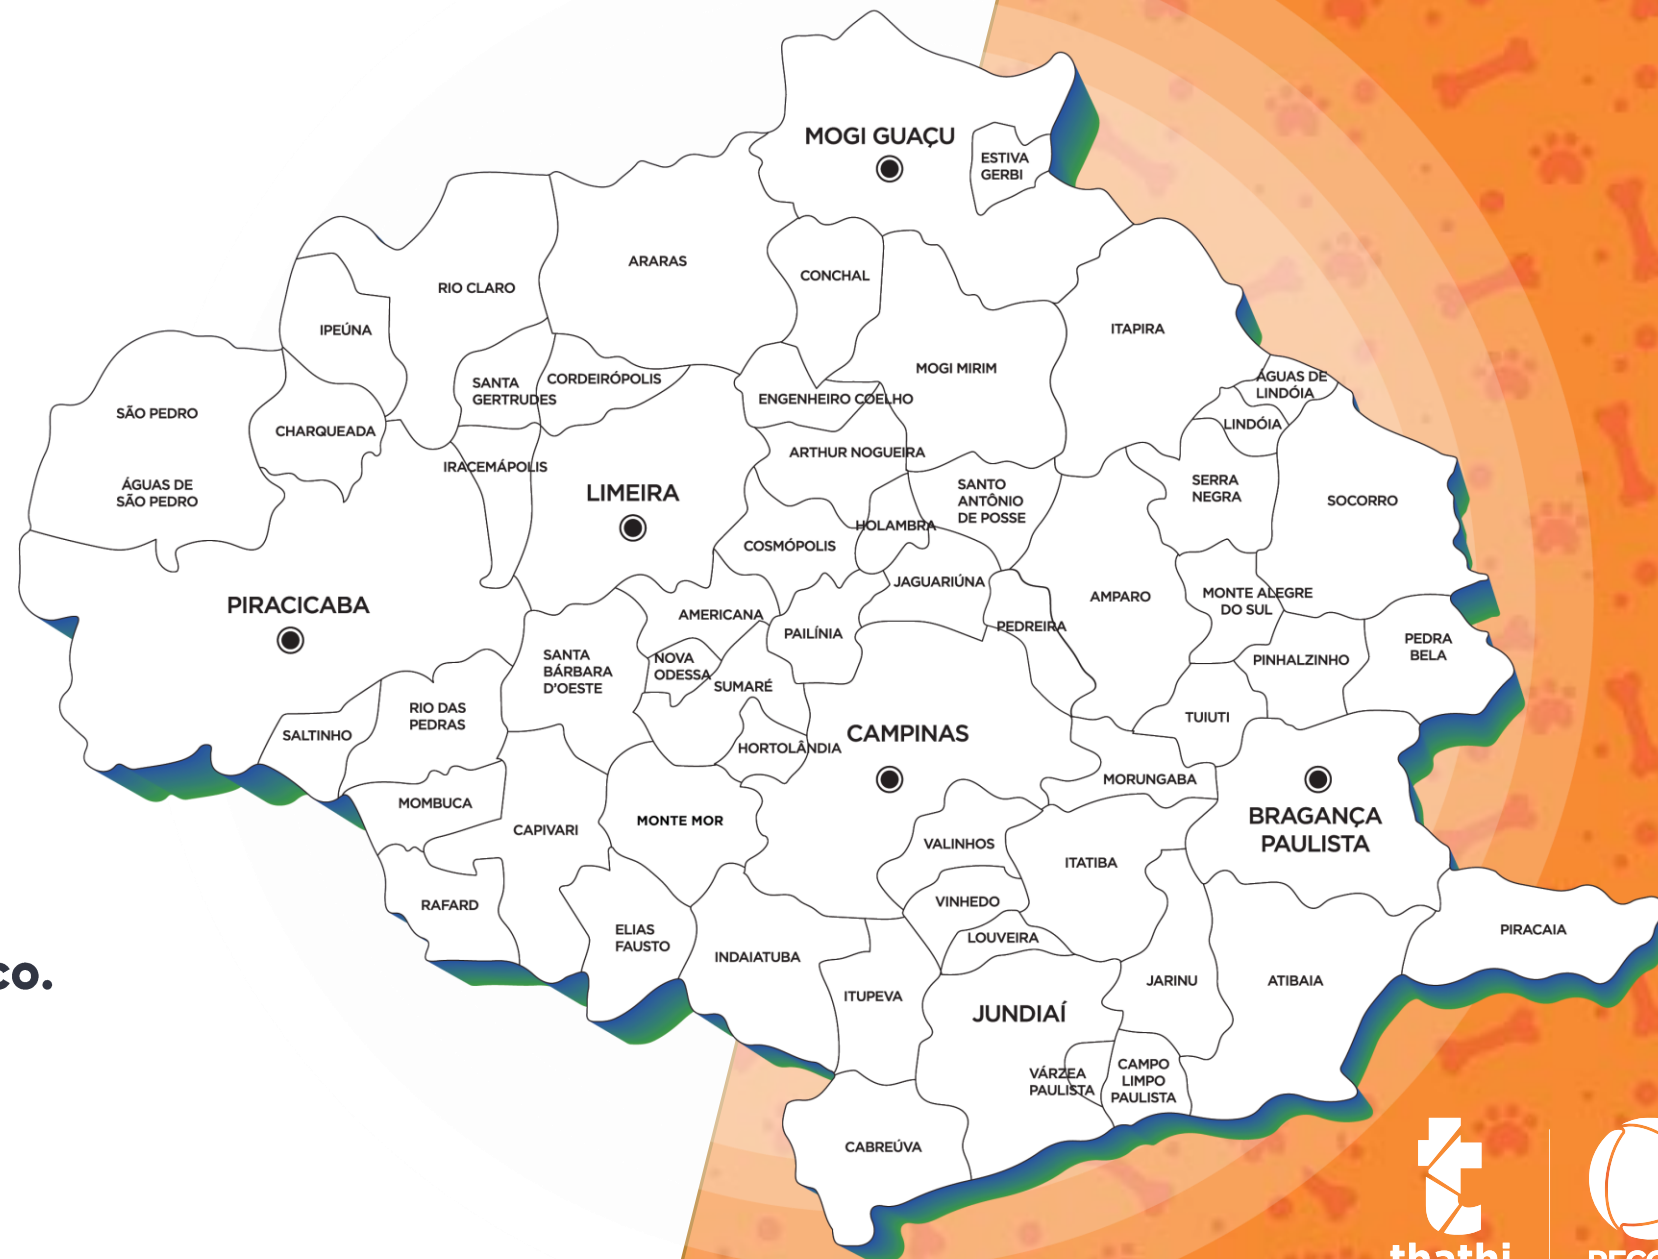 MOGI GUAÇU
ESTIVA
GERBI
ARARAS
CONCHAL
RIO CLARO
IPEÚNA
ITAPIRA
MOGI MIRIM
SANTA
GERTRUDES
CORDEIRÓPOLIS
ENGENHEIRO COELHO
ÁGUAS DE
LINDÓIA
LINDÓIA
SÃO PEDRO
CHARQUEADA
ÁGUAS DE
SÃO PEDRO
IRACEMÁPOLIS
LIMEIRA
ARTHUR NOGUEIRA
SANTO
ANTÔNIO
DE POSSE
HOLAMBRA
SERRA
NEGRA
SOCORRO
COSMÓPOLIS
JAGUARIÚNA
AMPARO
MONTE ALEGRE
DO SUL
PIRACICABA
AMERICANA
PAILÍNIA
PEDREIRA
PEDRA
BELA
PINHALZINHO
SANTA
BÁRBARA
D'OESTE
NOVA
ODESSA
SUMARÉ
RIO DAS
PEDRAS
SALTINHO
TUIUTI
CAMPINAS
HORTOLÂNDIA
MORUNGABA
MOMBUCA
CAPIVARI
MONTE MOR
BRAGANÇA
PAULISTA
VALINHOS
ITATIBA
RAFARD
VINHEDO
ELIAS
FAUSTO
LOUVEIRA
PIRACAIA
INDAIATUBA
co.
ITUPEVA
JARINU
ATIBAIA
JUNDIAÍ
VÁRZEA
PAULISTA
CAMPO
LIMPO
PAULISTA
CABREÚVA
thathi